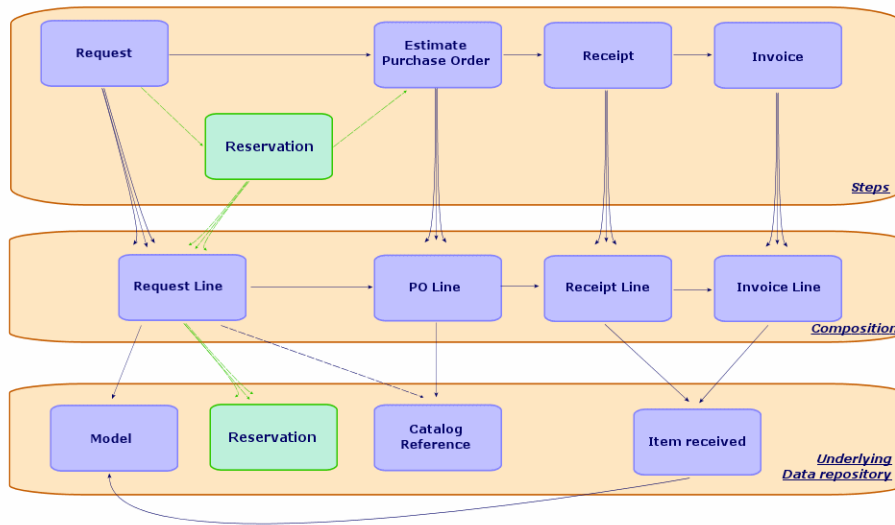 Request
Estimate
Purchase Order
Receipt
Invoice
Reservation
Steps
Request Line
PO Line
Receipt Line
Invoice Line
Composition
Model
Reservation
Catalog
Reference
Item received
Underlying
Data repository